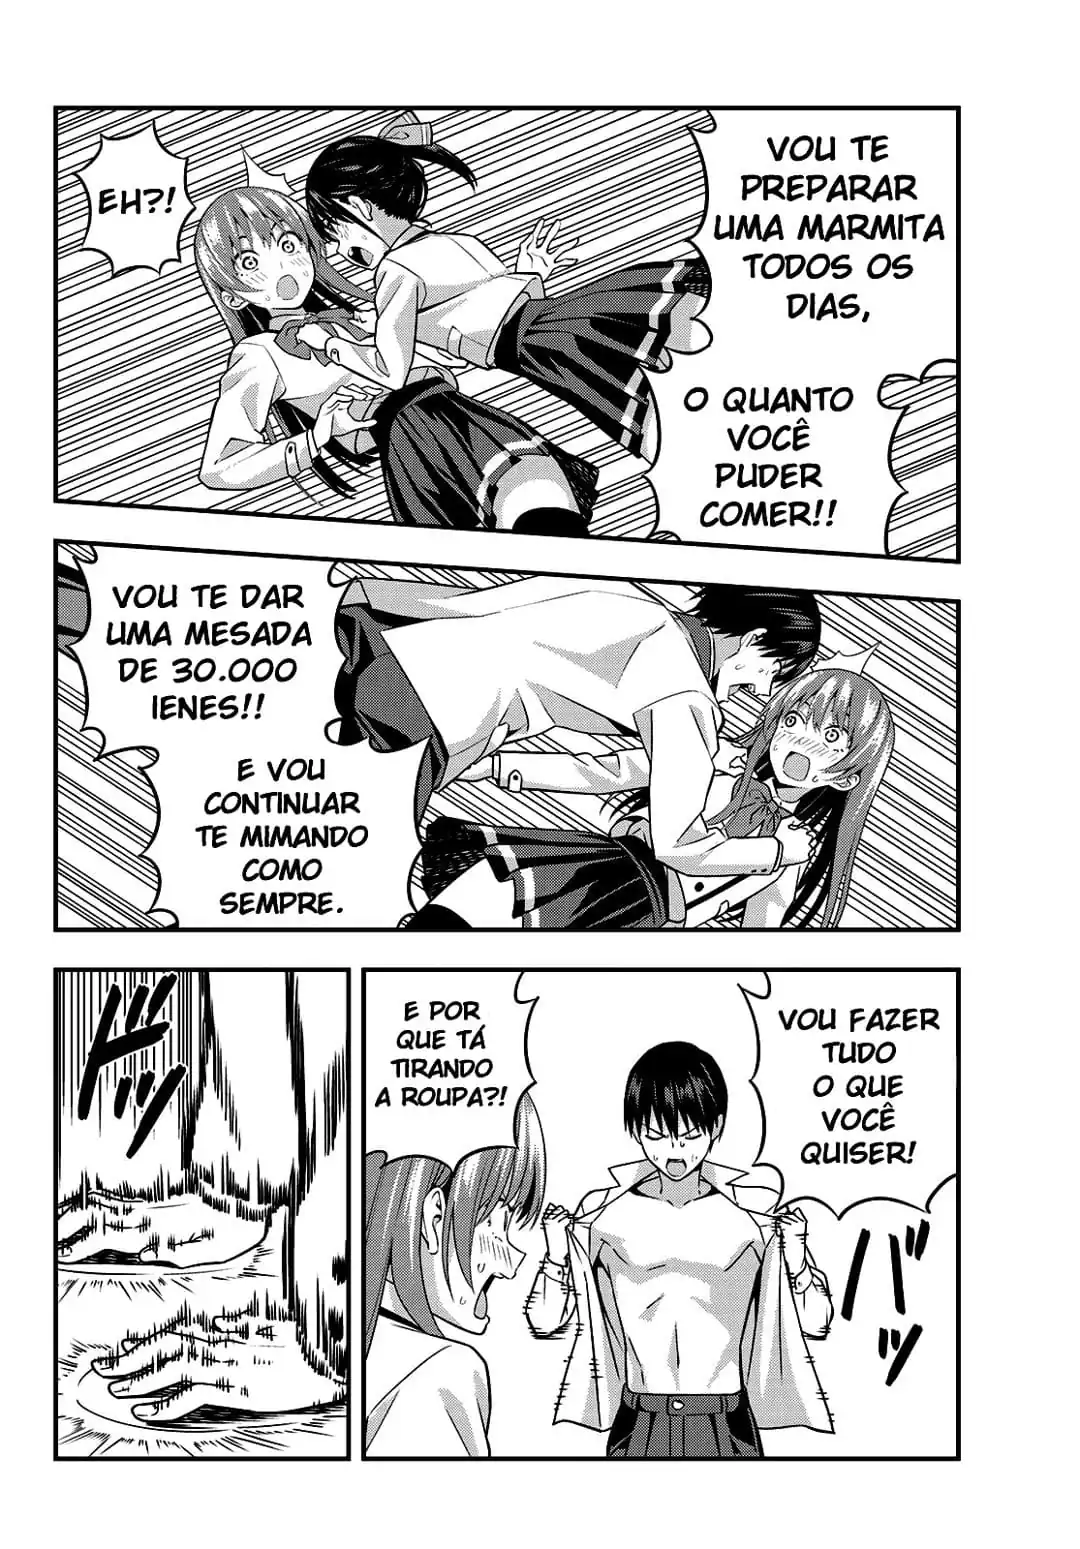 VOU TE
PREPARAR
UMA MARMITA
TODOS OS
DIAS,
O QUANTO
VOCÊ
PUDER
COMER!!
EH?!
VOU TE DAR
UMA MESADA
DE 30.000
IENES!!
E VOU
CONTINUAR
TE MIMANDO
COMO
SEMPRE.
VOU FAZER
TUDO
O QUE
VOCÊ
QUISER!
バッ
E POR
QUE TÁ
TIRANDO
A ROUPA?!
ドッ